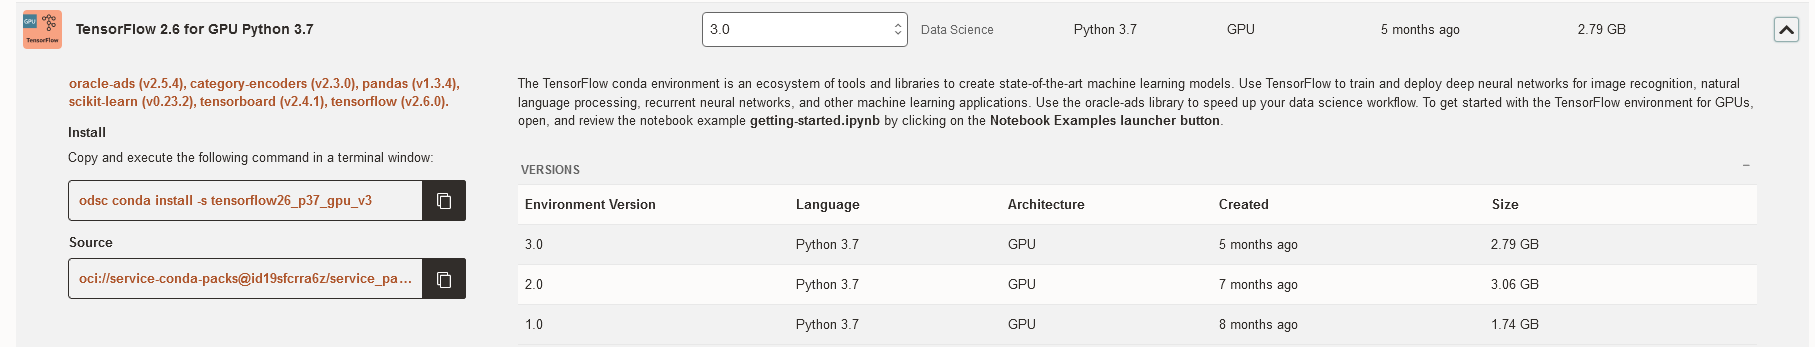 GPU
TensorFlow
TensorFlow 2.6 for GPU Python 3.7
3.0
Data Science
Python 3.7
GPU
5 months ago
2.79 GB
oracle-ads (v2.5.4), category-encoders (v2.3.0), pandas (v1.3.4),
scikit-learn (v0.23.2), tensorboard (v2.4.1), tensorflow (v2.6.0).
Install
Copy and execute the following command in a terminal window:
odsc conda install -s tensorflow26_p37_gpu_v3
Source
oci://service-conda-packs@id19sfcrra6z/service_pa...
The TensorFlow conda environment is an ecosystem of tools and libraries to create state-of-the-art machine learning models. Use TensorFlow to train and deploy deep neural networks for image recognition, natural
language processing, recurrent neural networks, and other machine learning applications. Use the oracle-ads library to speed up your data science workflow. To get started with the TensorFlow environment for GPUs,
open, and review the notebook example getting-started.ipynb by clicking on the Notebook Examples launcher button.
VERSIONS
Environment Version Language Architecture Created Size
3.0 Python 3.7 GPU 5 months ago 2.79 GB
2.0 Python 3.7 GPU 7 months ago 3.06 GB
1.0 Python 3.7 GPU 8 months ago 1.74 GB